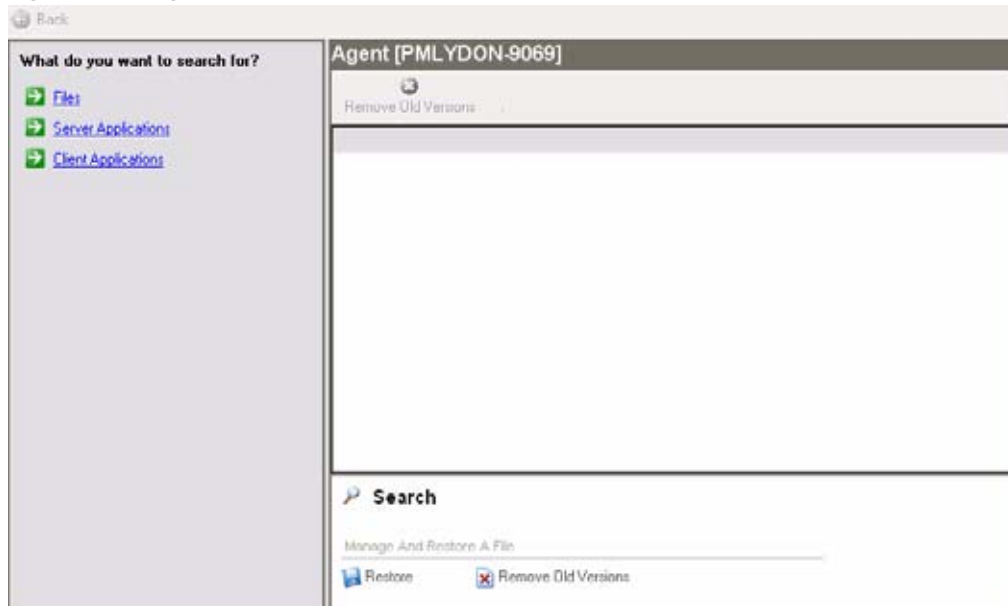 Back
What do you want to search for?
Files
Server Applications
Client Applications
Agent [PMLYDON-9069]
Remove Old Versions
Search
Manage And Restore A File
Restore
Remove Old Versions